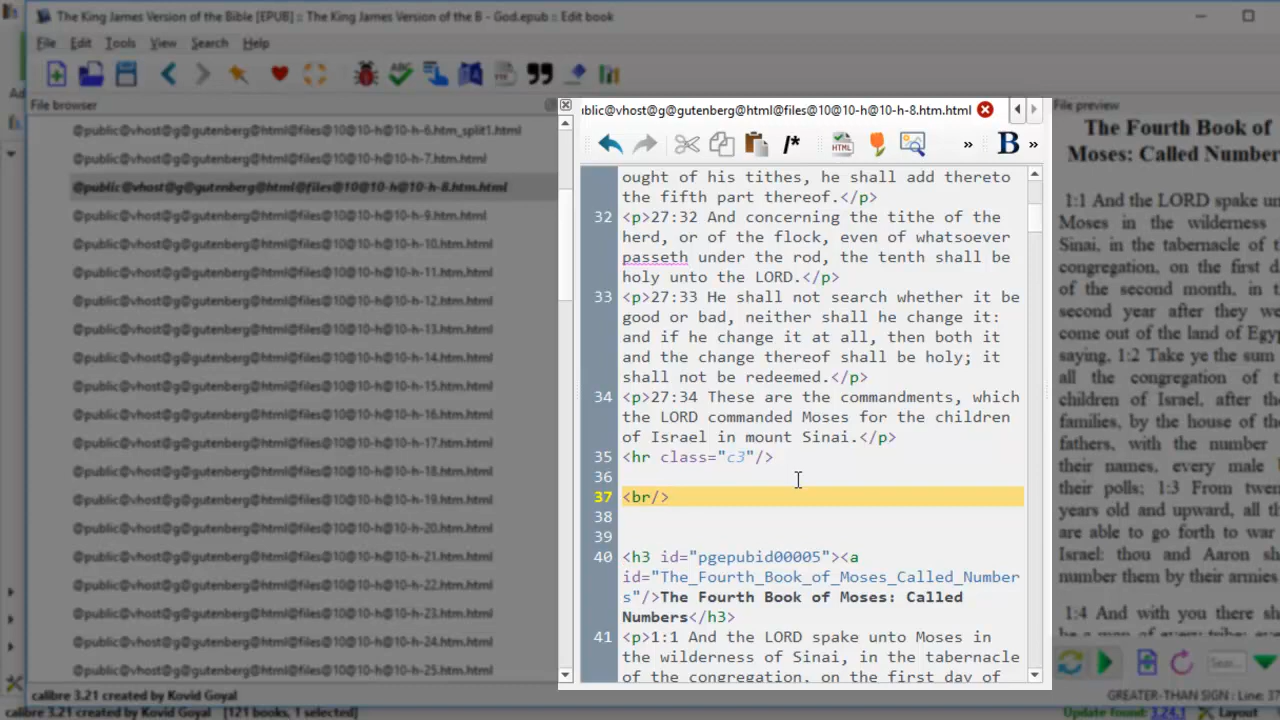 The King James Version of the Bible [EPUB] :: The King James Version of the B - God.epub :: Edit book
File Edit Tools View Search Help
File browser
@public@vhost@g@gutenberg@html@files@10@10-h@10-h-6.htm_split1.html
@public@vhost@g@gutenberg@html@files@10@10-h@10-h-7.htm.html
@public@vhost@g@gutenberg@html@files@10@10-h@10-h-8.htm.html
@public@vhost@g@gutenberg@html@files@10@10-h@10-h-9.htm.html
@public@vhost@g@gutenberg@html@files@10@10-h@10-h-10.htm.html
@public@vhost@g@gutenberg@html@files@10@10-h@10-h-11.htm.html
@public@vhost@g@gutenberg@html@files@10@10-h@10-h-12.htm.html
@public@vhost@g@gutenberg@html@files@10@10-h@10-h-13.htm.html
@public@vhost@g@gutenberg@html@files@10@10-h@10-h-14.htm.html
@public@vhost@g@gutenberg@html@files@10@10-h@10-h-15.htm.html
@public@vhost@g@gutenberg@html@files@10@10-h@10-h-16.htm.html
@public@vhost@g@gutenberg@html@files@10@10-h@10-h-17.htm.html
@public@vhost@g@gutenberg@html@files@10@10-h@10-h-18.htm.html
@public@vhost@g@gutenberg@html@files@10@10-h@10-h-19.htm.html
@public@vhost@g@gutenberg@html@files@10@10-h@10-h-20.htm.html
@public@vhost@g@gutenberg@html@files@10@10-h@10-h-21.htm.html
@public@vhost@g@gutenberg@html@files@10@10-h@10-h-22.htm.html
@public@vhost@g@gutenberg@html@files@10@10-h@10-h-23.htm.html
@public@vhost@g@gutenberg@html@files@10@10-h@10-h-24.htm.html
@public@vhost@g@gutenberg@html@files@10@10-h@10-h-25.htm.html
calibre 3.21 created by Kovid Goyal
calibre 3.21 created by Kovid Goyal [121 books, 1 selected]
ublic@vhost@g@gutenberg@html@files@10@10-h@10-h-8.htm.html
/* HTML » B »
ought of his tithes, he shall add thereto
the fifth part thereof.</p>
32 <p>27:32 And concerning the tithe of the
herd, or of the flock, even of whatsoever
passeth under the rod, the tenth shall be
holy unto the LORD.</p>
33 <p>27:33 He shall not search whether it be
good or bad, neither shall he change it:
and if he change it at all, then both it
and the change thereof shall be holy; it
shall not be redeemed.</p>
34 <p>27:34 These are the commandments, which
the LORD commanded Moses for the children
of Israel in mount Sinai.</p>
35 <hr class="c3"/>
36
37 <br/>
38
39
40 <h3 id="pgepubid00005"><a
id="The_Fourth_Book_of_Moses_Called_Number
s"/>The Fourth Book of Moses: Called
Numbers</h3>
41 <p>1:1 And the LORD spake unto Moses in
the wilderness of Sinai, in the tabernacle
of the congregation, on the first day of
File preview
The Fourth Book of
Moses: Called Number
1:1 And the LORD spake un
Moses in the wilderness
Sinai, in the tabernacle of t
congregation, on the first d
of the second month, in t
second year after they we
come out of the land of Egy
saying, 1:2 Take ye the sum
all the congregation of t
children of Israel, after the
families, by the house of the
fathers, with the number
their names, every male
their polls; 1:3 From twen
years old and upward, all th
are able to go forth to war
Israel: thou and Aaron sh
number them by their armies
1:4 And with you there sh
be a man of every tribe; eve
Sear...
GREATER-THAN SIGN : Line: 37
Update found: 3.24.1 Layout